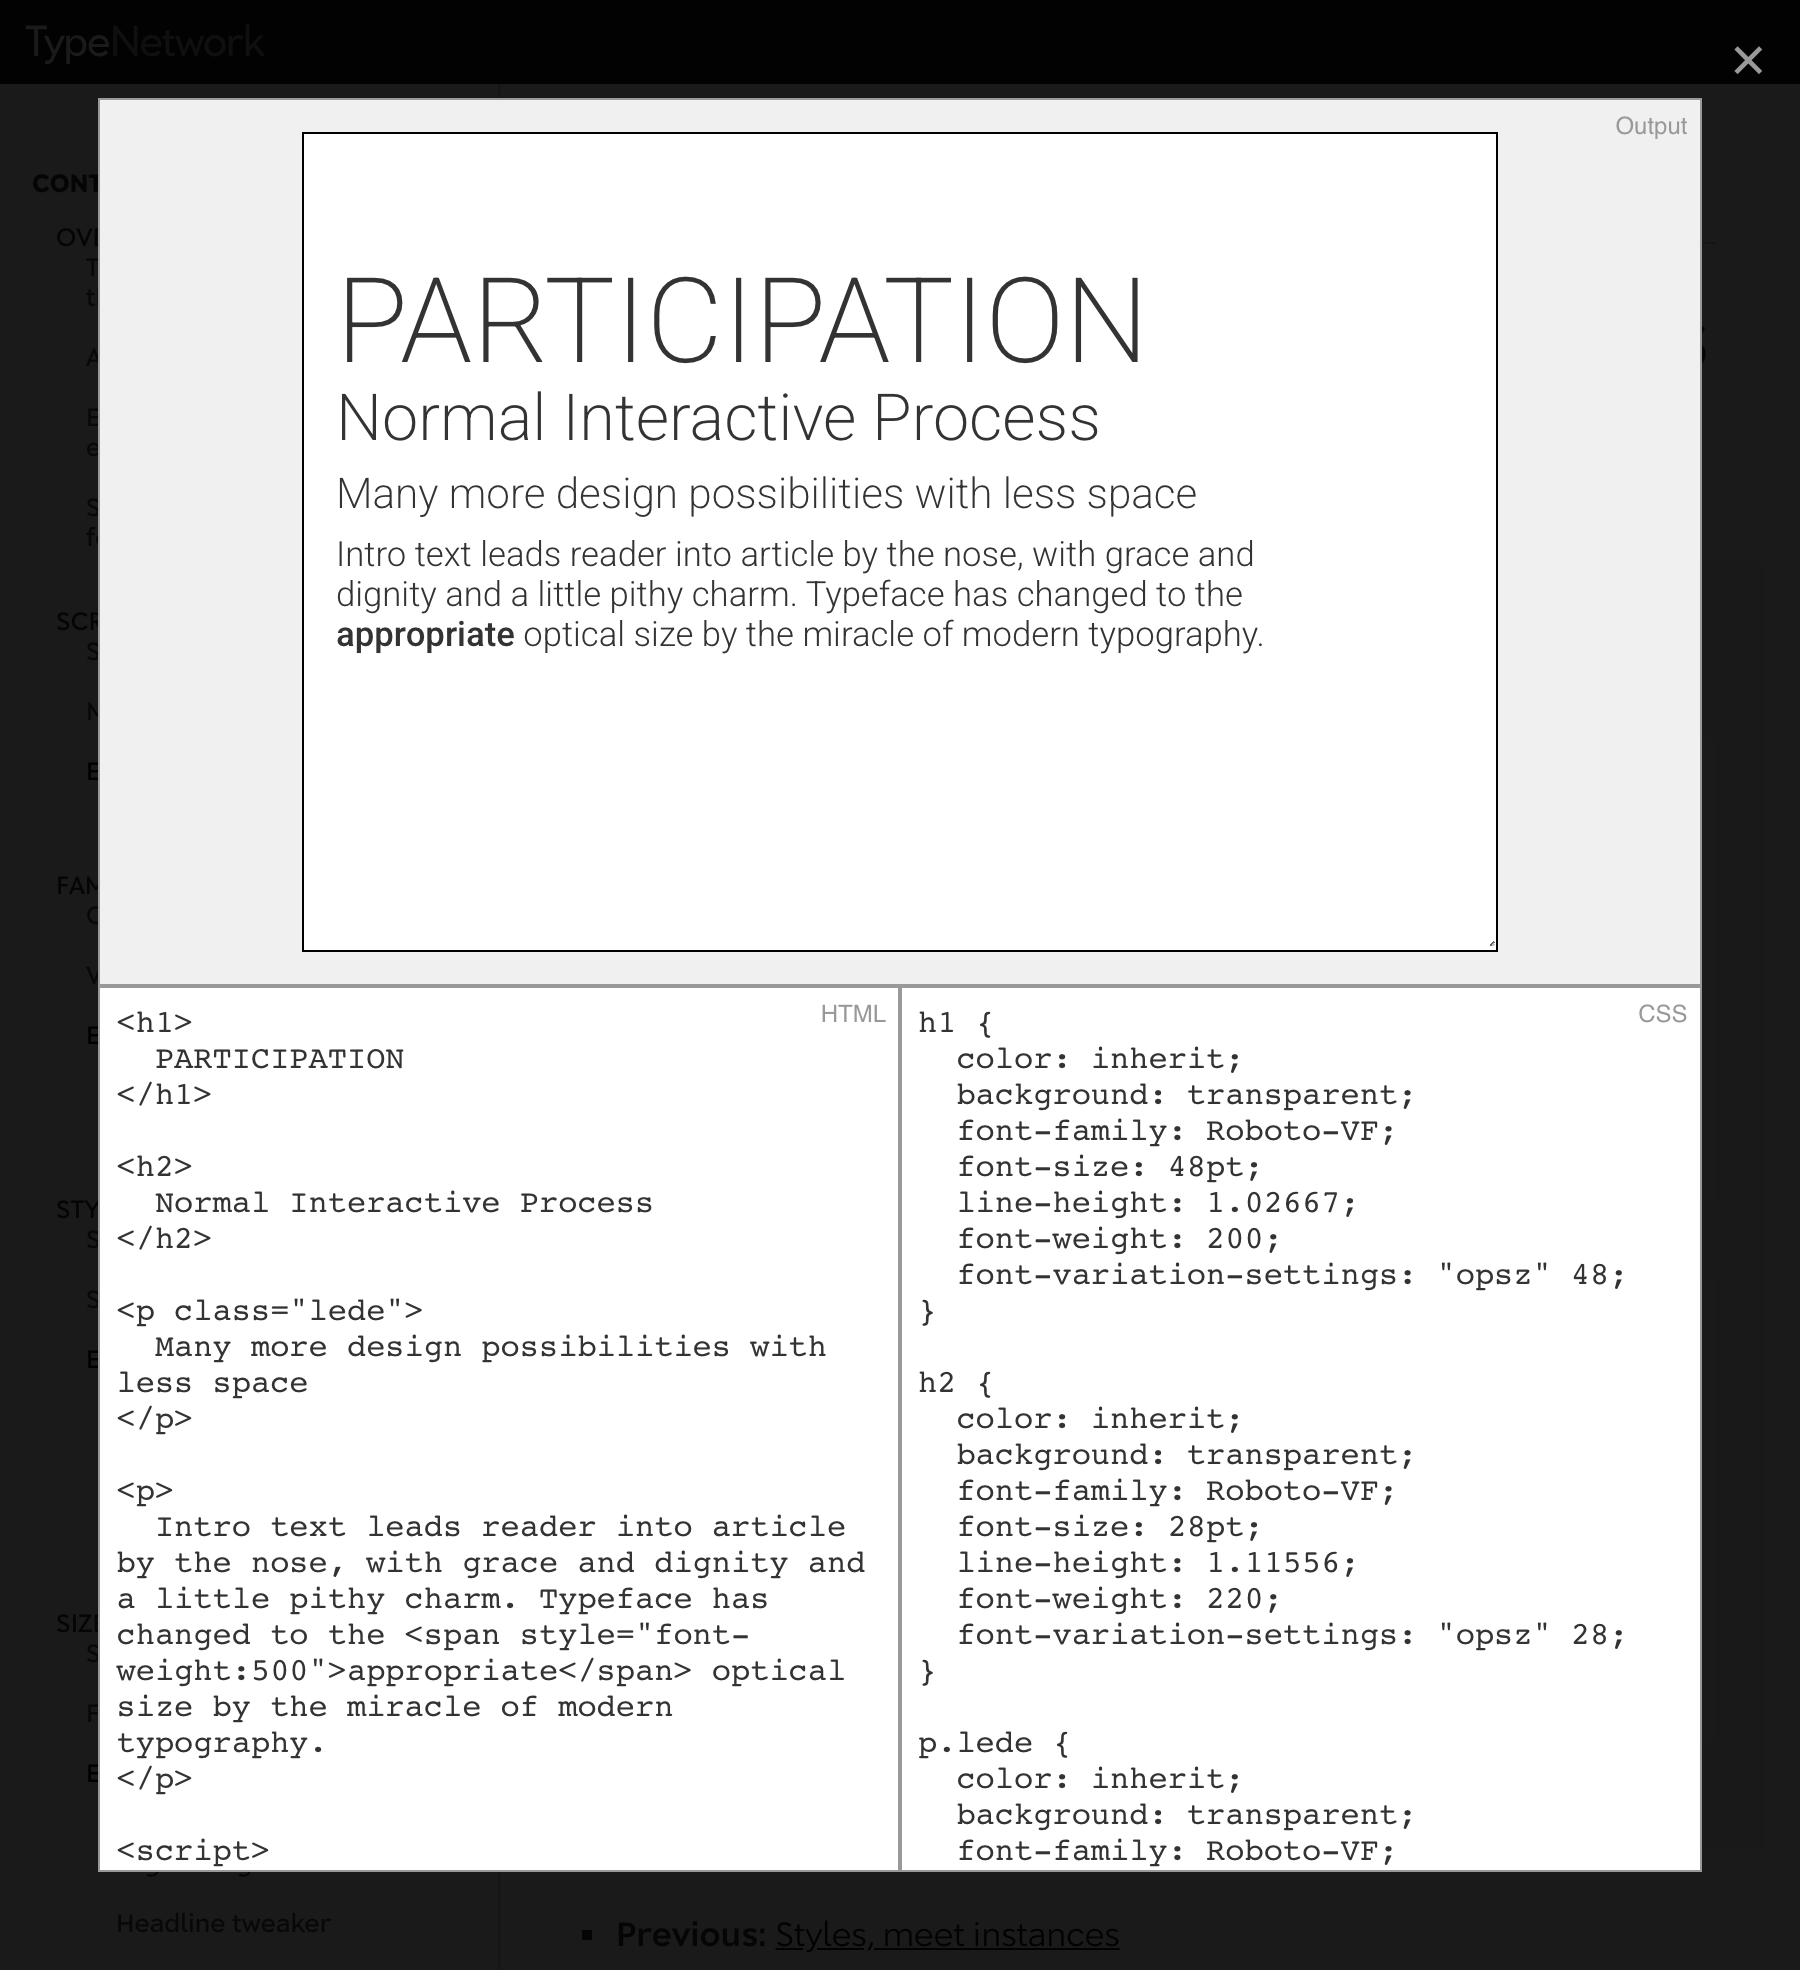 TypeNetwork
Output
PARTICIPATION
Normal Interactive Process
Many more design possibilities with less space
Intro text leads reader into article by the nose, with grace and
dignity and a little pithy charm. Typeface has changed to the
appropriate optical size by the miracle of modern typography.
HTML
<h1>
  PARTICIPATION
</h1>
<h2>
  Normal Interactive Process
</h2>
<p class="lede">
  Many more design possibilities with
less space
</p>
<p>
  Intro text leads reader into article
by the nose, with grace and dignity and
a little pithy charm. Typeface has
changed to the <span style="font-
weight:500">appropriate</span> optical
size by the miracle of modern
typography.
</p>
<script>
CSS
h1 {
  color: inherit;
  background: transparent;
  font-family: Roboto-VF;
  font-size: 48pt;
  line-height: 1.02667;
  font-weight: 200;
  font-variation-settings: "opsz" 48;
}
h2 {
  color: inherit;
  background: transparent;
  font-family: Roboto-VF;
  font-size: 28pt;
  line-height: 1.11556;
  font-weight: 220;
  font-variation-settings: "opsz" 28;
}
p.lede {
  color: inherit;
  background: transparent;
  font-family: Roboto-VF;
Headline tweaker
Previous: Styles, meet instances